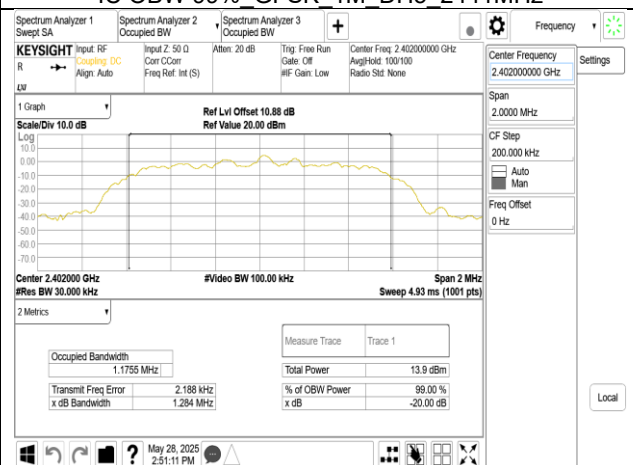 Spectrum Analyzer 1
Swept SA
Spectrum Analyzer 2
Occupied BW
Spectrum Analyzer 3
Occupied BW
+
Frequency
KEYSIGHT
R
Input: RF
Coupling: DC
Align: Auto
Input Z: 50 Ω
Corr CCorr
Freq Ref: Int (S)
Atten: 20 dB
Trig: Free Run
Gate: Off
#IF Gain: Low
Center Freq: 2.402000000 GHz
Avg|Hold: 100/100
Radio Std: None
Center Frequency
2.402000000 GHz
Settings
Span
2.0000 MHz
CF Step
200.000 kHz
Auto
Man
Freq Offset
0 Hz
Local
1 Graph
Scale/Div 10.0 dB
Ref Lvl Offset 10.88 dB
Ref Value 20.00 dBm
Log
10.0
0.00
-10.0
-20.0
-30.0
-40.0
-50.0
-60.0
-70.0
Center 2.402000 GHz
#Res BW 30.000 kHz
#Video BW 100.00 kHz
Span 2 MHz
Sweep 4.93 ms (1001 pts)
2 Metrics
Measure Trace
Trace 1
Occupied Bandwidth
1.1755 MHz
Total Power
13.9 dBm
Transmit Freq Error
2.188 kHz
% of OBW Power
99.00 %
x dB Bandwidth
1.284 MHz
x dB
-20.00 dB
?
May 28, 2025
2:51:11 PM